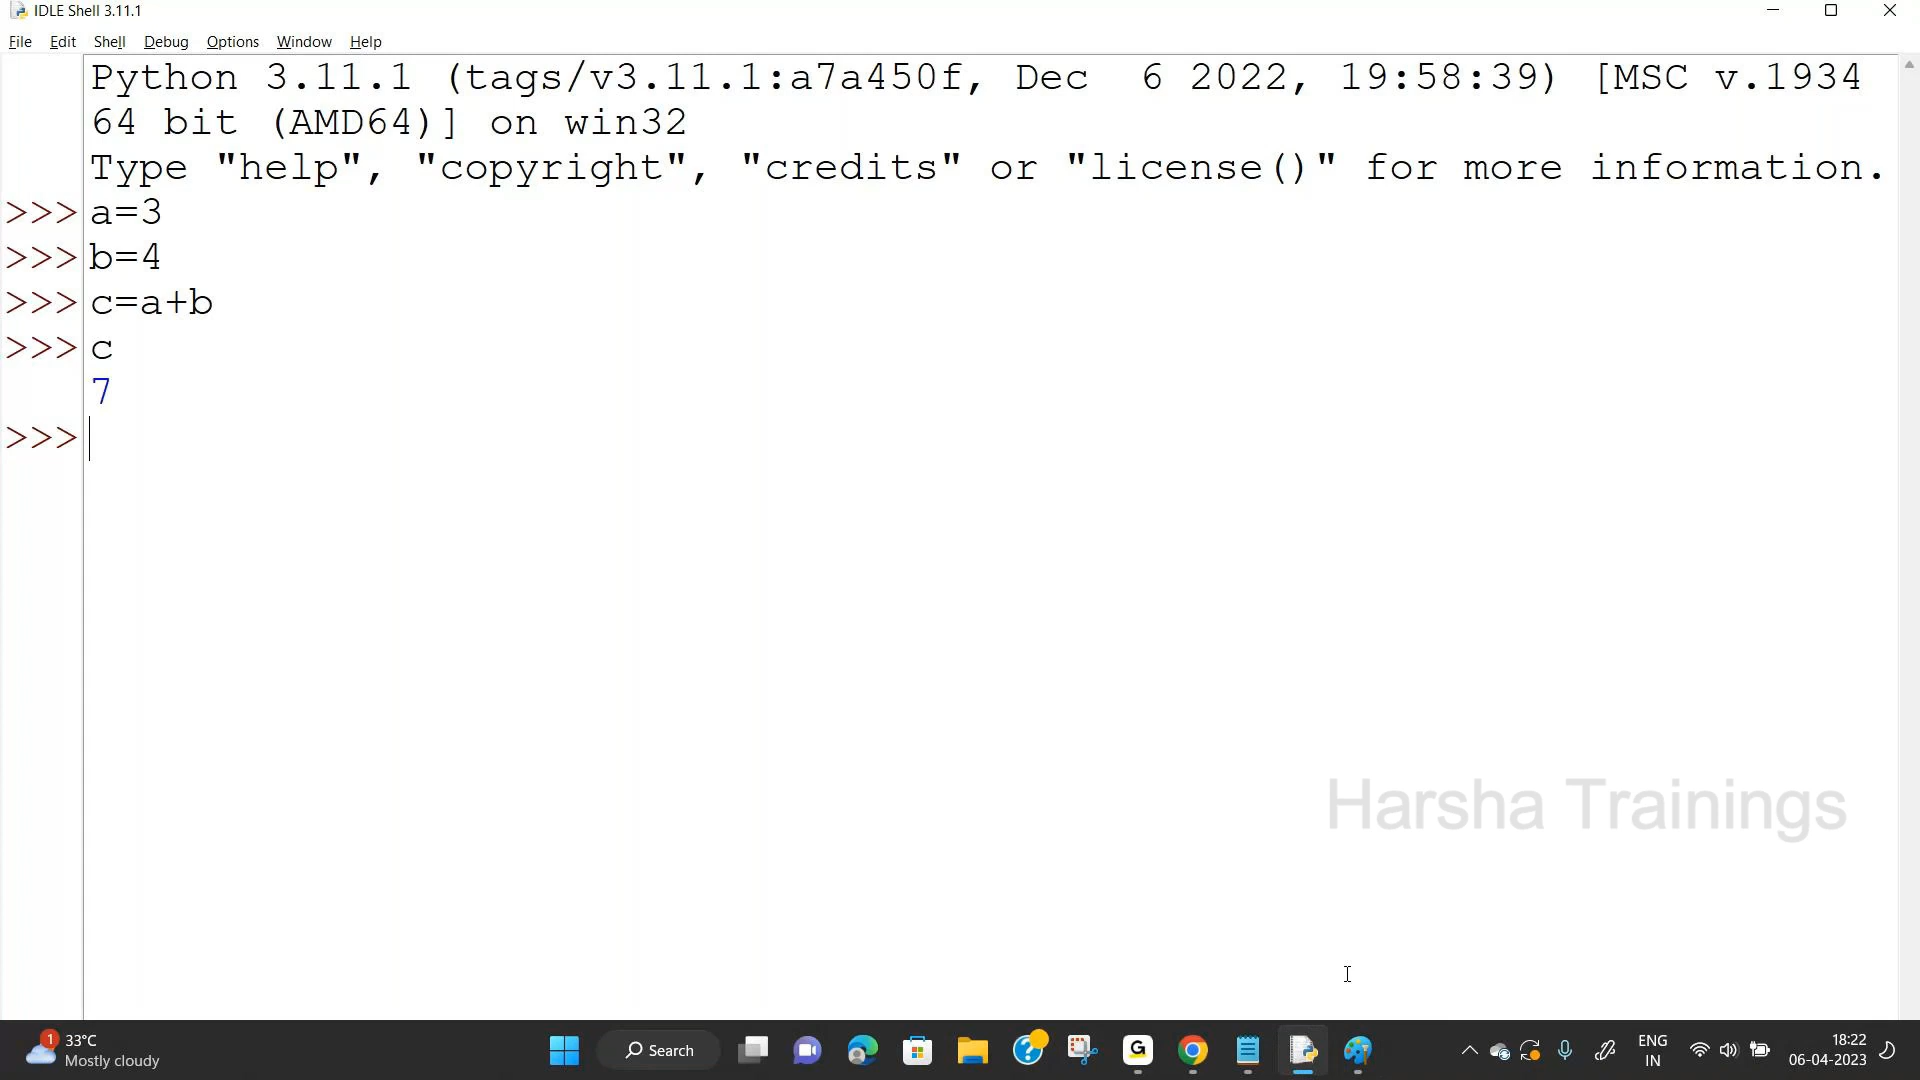 IDLE Shell 3.11.1
File Edit Shell Debug Options Window Help
Python 3.11.1 (tags/v3.11.1:a7a450f, Dec  6 2022, 19:58:39) [MSC v.1934
64 bit (AMD64)] on win32
Type "help", "copyright", "credits" or "license()" for more information.
>>> a=3
>>> b=4
>>> c=a+b
>>> c
7
>>>
Harsha Trainings
1
33°C
Mostly cloudy
Search
G
ENG
IN
18:22
06-04-2023